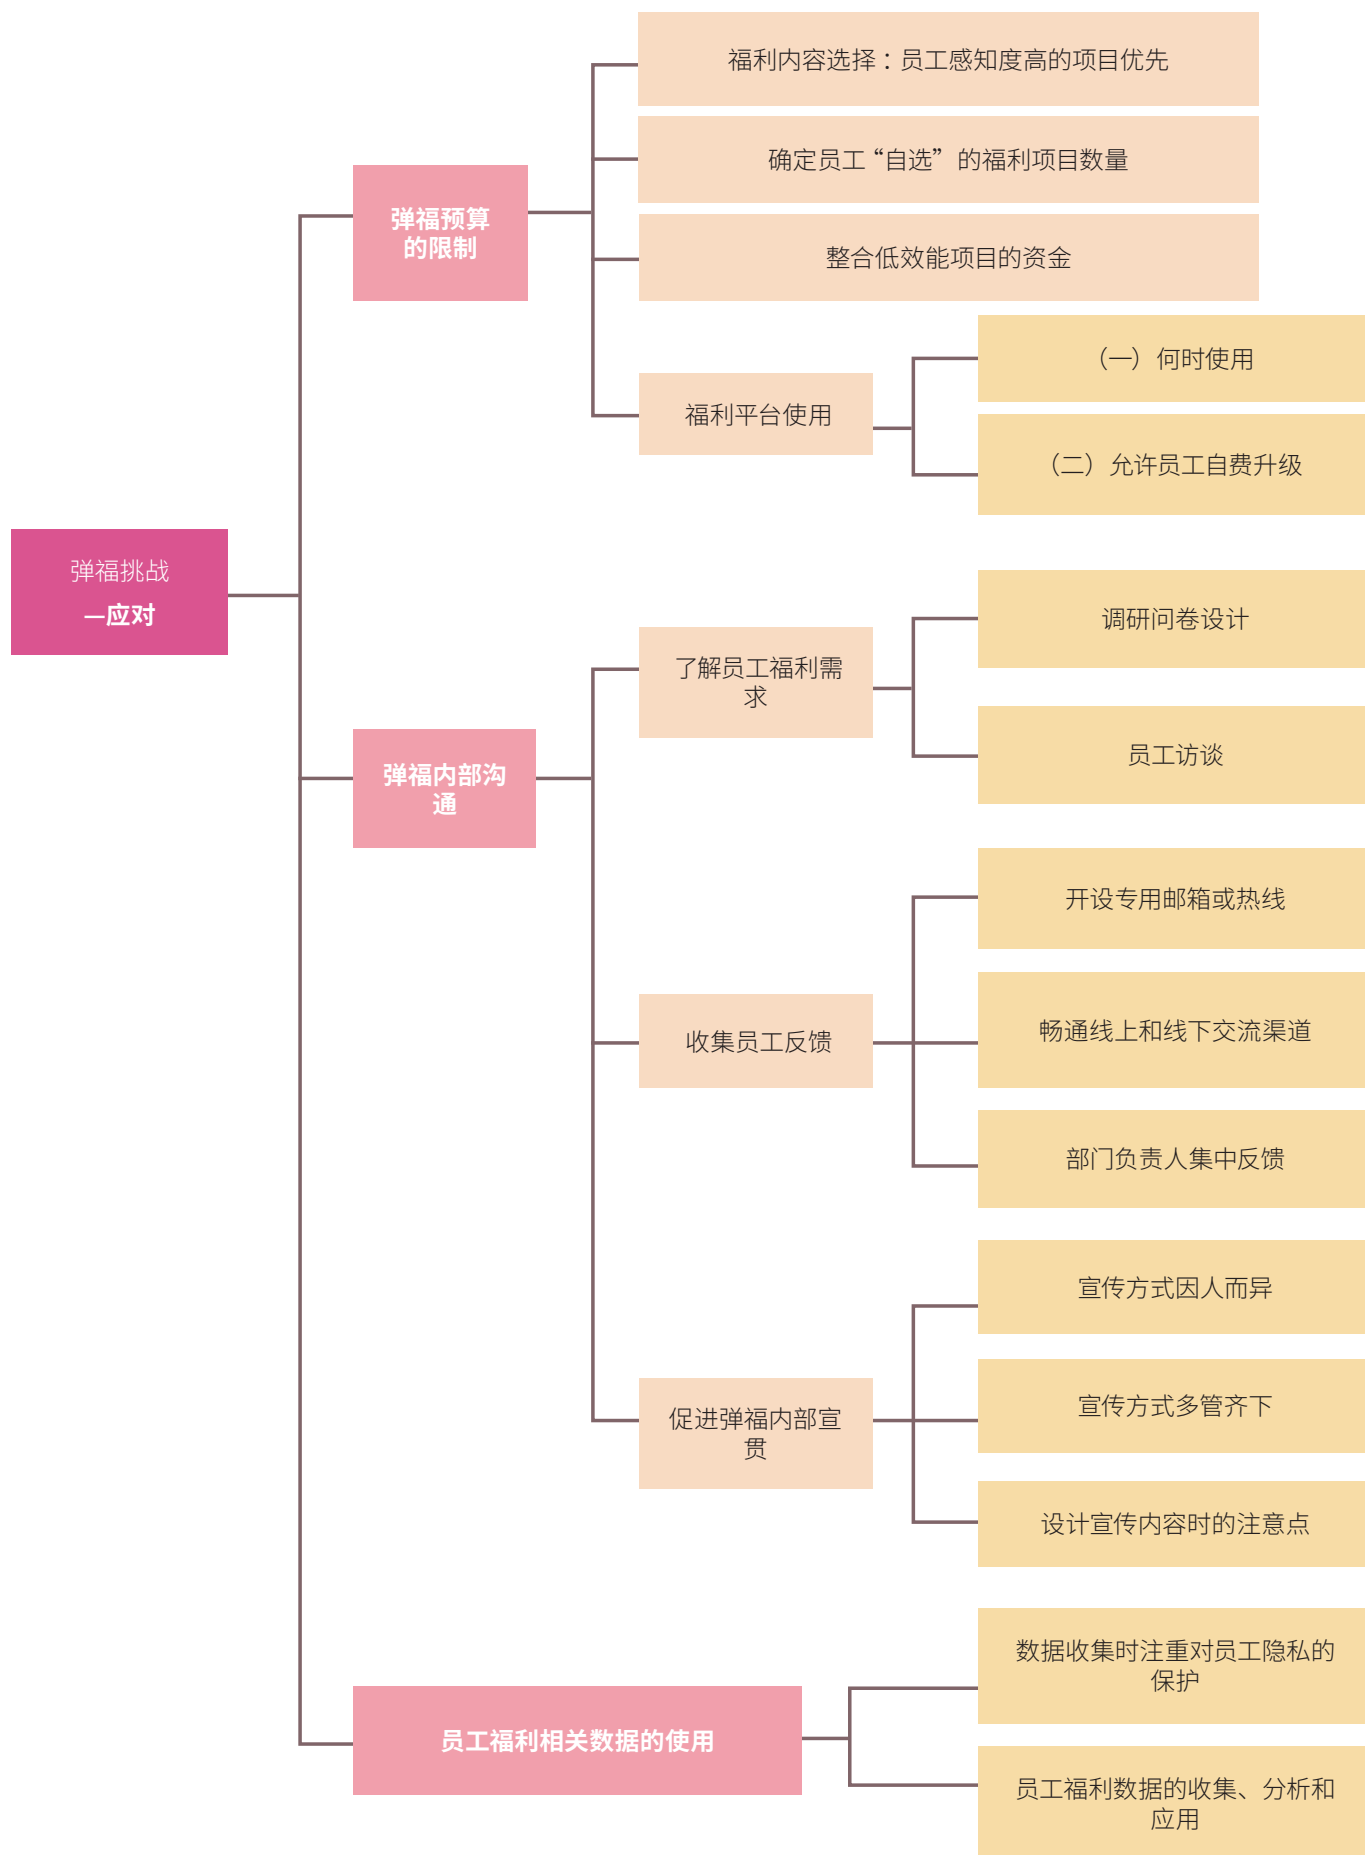 弹福挑战
—应对
弹福预算
的限制
福利内容选择：员工感知度高的项目优先
确定员工“自选”的福利项目数量
整合低效能项目的资金
福利平台使用
（一）何时使用
（二）允许员工自费升级
弹福内部沟
通
了解员工福利需
求
调研问卷设计
员工访谈
收集员工反馈
开设专用邮箱或热线
畅通线上和线下交流渠道
部门负责人集中反馈
促进弹福内部宣
贯
宣传方式因人而异
宣传方式多管齐下
设计宣传内容时的注意点
员工福利相关数据的使用
数据收集时注重对员工隐私的
保护
员工福利数据的收集、分析和
应用